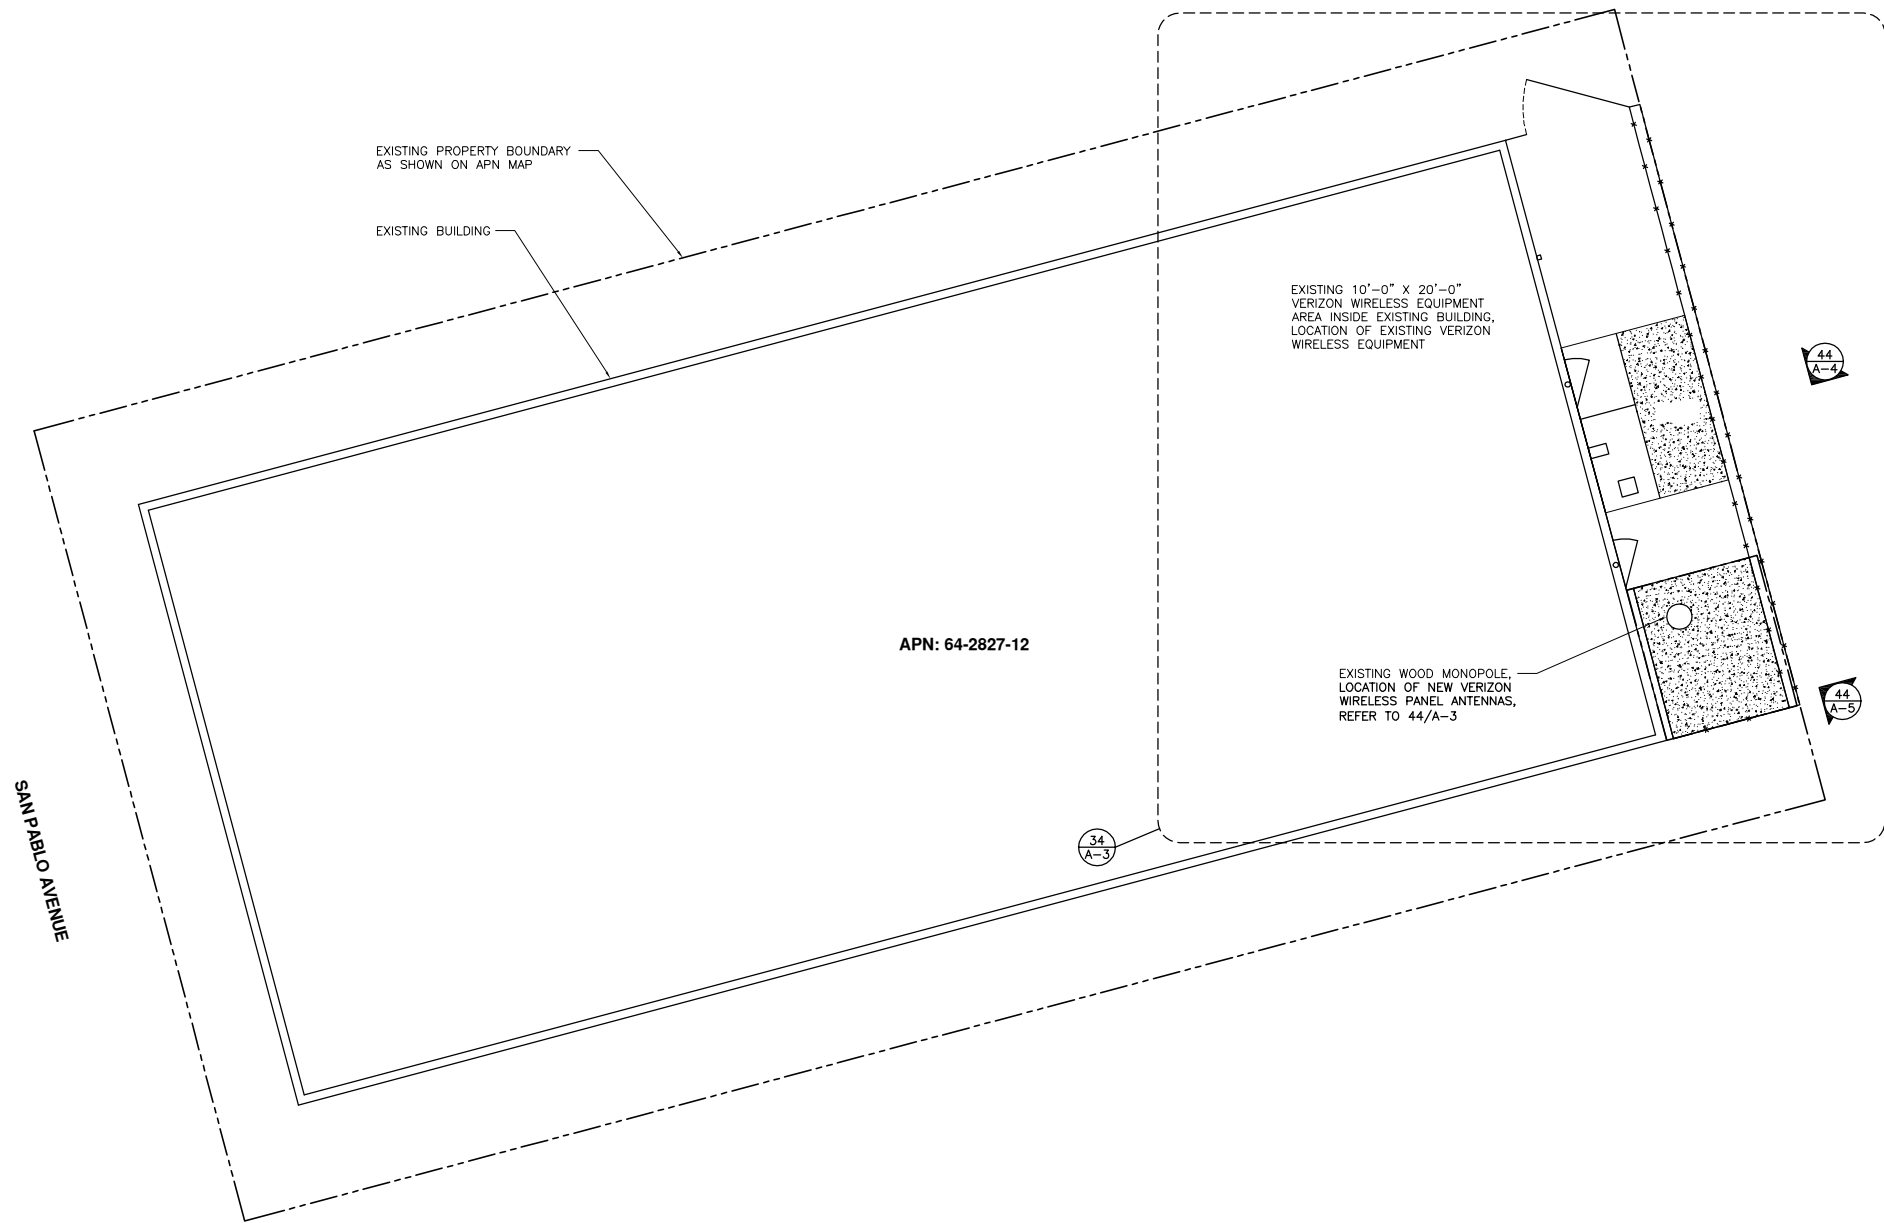 EXISTING PROPERTY BOUNDARY
AS SHOWN ON APN MAP
EXISTING BUILDING
EXISTING 10'-0" X 20'-0"
VERIZON WIRELESS EQUIPMENT
AREA INSIDE EXISTING BUILDING,
LOCATION OF EXISTING VERIZON
WIRELESS EQUIPMENT
44
A-4
APN: 64-2827-12
EXISTING WOOD MONOPOLE,
LOCATION OF NEW VERIZON
WIRELESS PANEL ANTENNAS,
REFER TO 44/A-3
44
A-5
34
A-3
SAN PABLO AVENUE